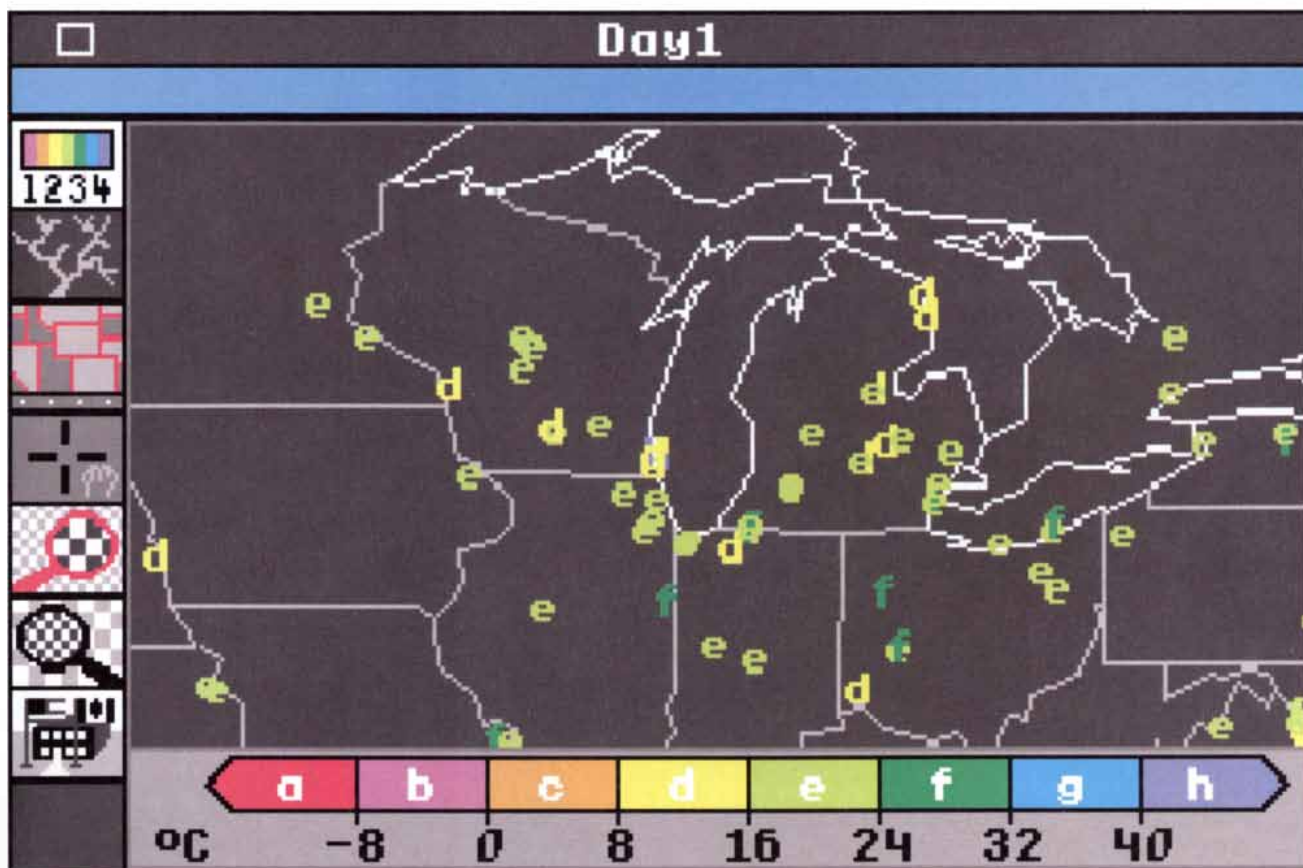 Day1
1234
d
e d
e e e e
e
d d e
d e e d e e f
d d e
e e
e e e
e e f f
d d e e
e e
f f
e
e e f
e d
e
f e
a b c d e f g h
°C -8 0 8 16 24 32 40